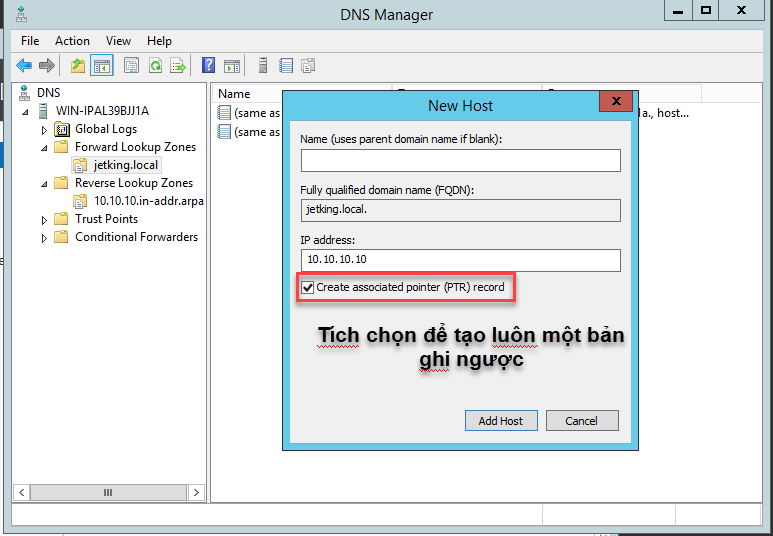 DNS Manager
File Action View Help
DNS
WIN-IPAL39BJJ1A
Global Logs
Forward Lookup Zones
jetking.local
Reverse Lookup Zones
10.10.10.in-addr.arpa
Trust Points
Conditional Forwarders
Name
(same as
(same as
la., host...
New Host
Name (uses parent domain name if blank):
Fully qualified domain name (FQDN):
jetking.local.
IP address:
10.10.10.10
Create associated pointer (PTR) record
Tích chọn để tạo luôn một bản
ghi ngược
Add Host Cancel